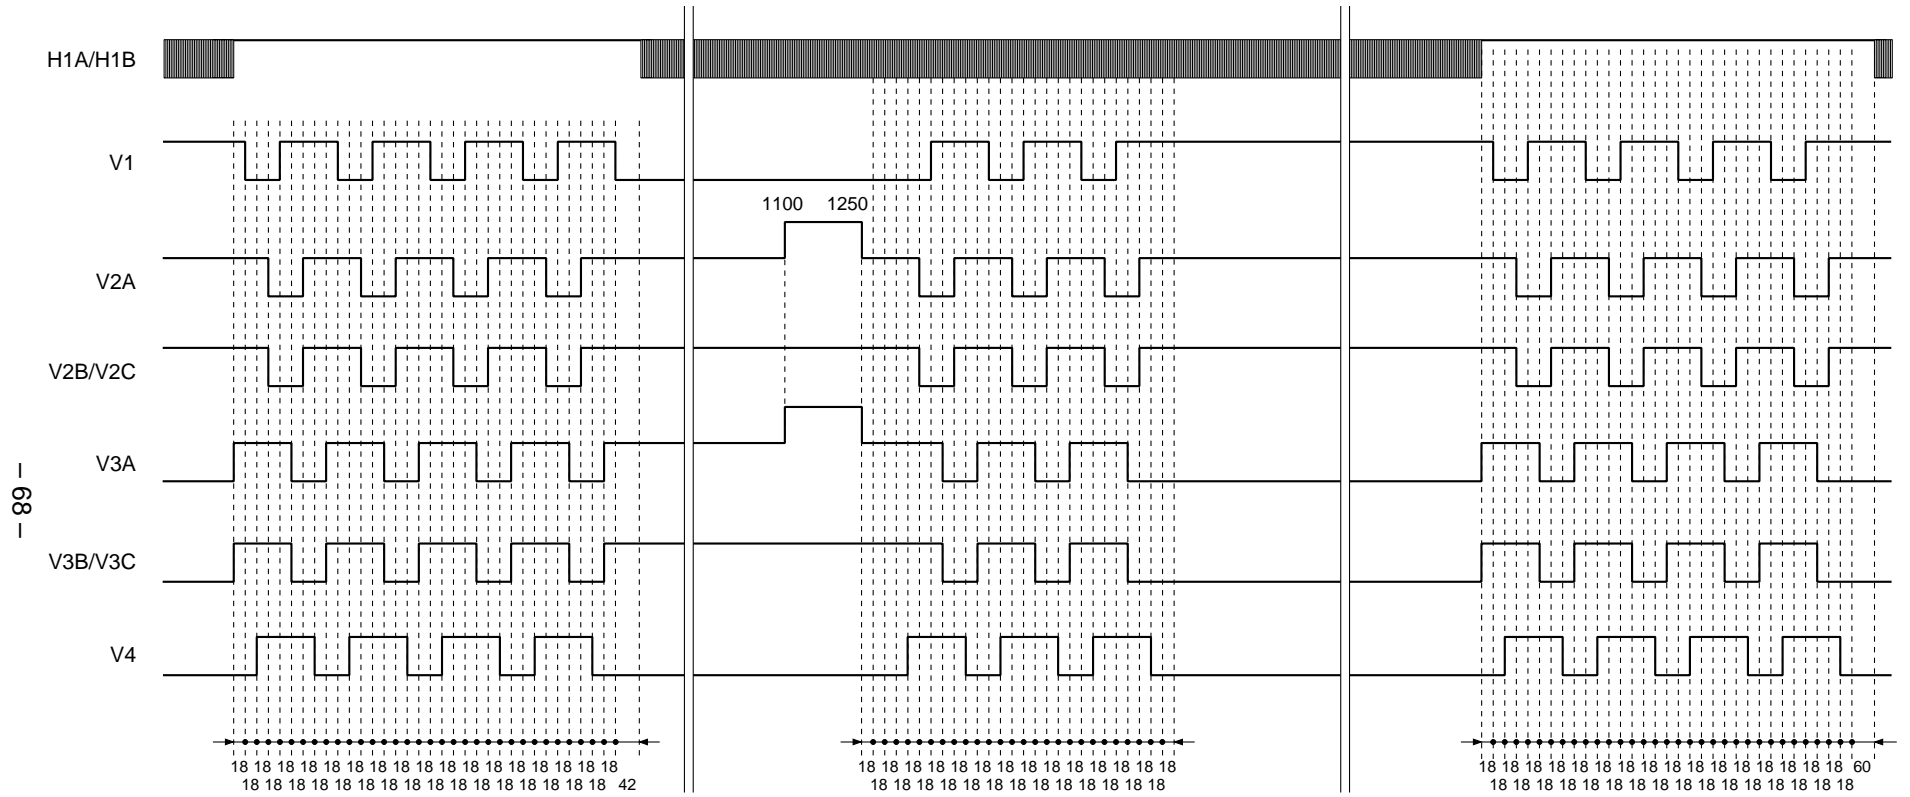 H1A/H1B
V1
1100 1250
V2A
V2B/V2C
V3A
– 68 –
V3B/V3C
V4
18 18 18 18 18 18 18 18 18 18 18 18 18 18 18 18 18
18 18 18 18 18 18 18 18 18 18 18 18 18 18 18 18 42
18 18 18 18 18 18 18 18 18 18 18 18 18 18
18 18 18 18 18 18 18 18 18 18 18 18 18
18 18 18 18 18 18 18 18 18 18 18 18 18 18 18 18 60
18 18 18 18 18 18 18 18 18 18 18 18 18 18 18 18